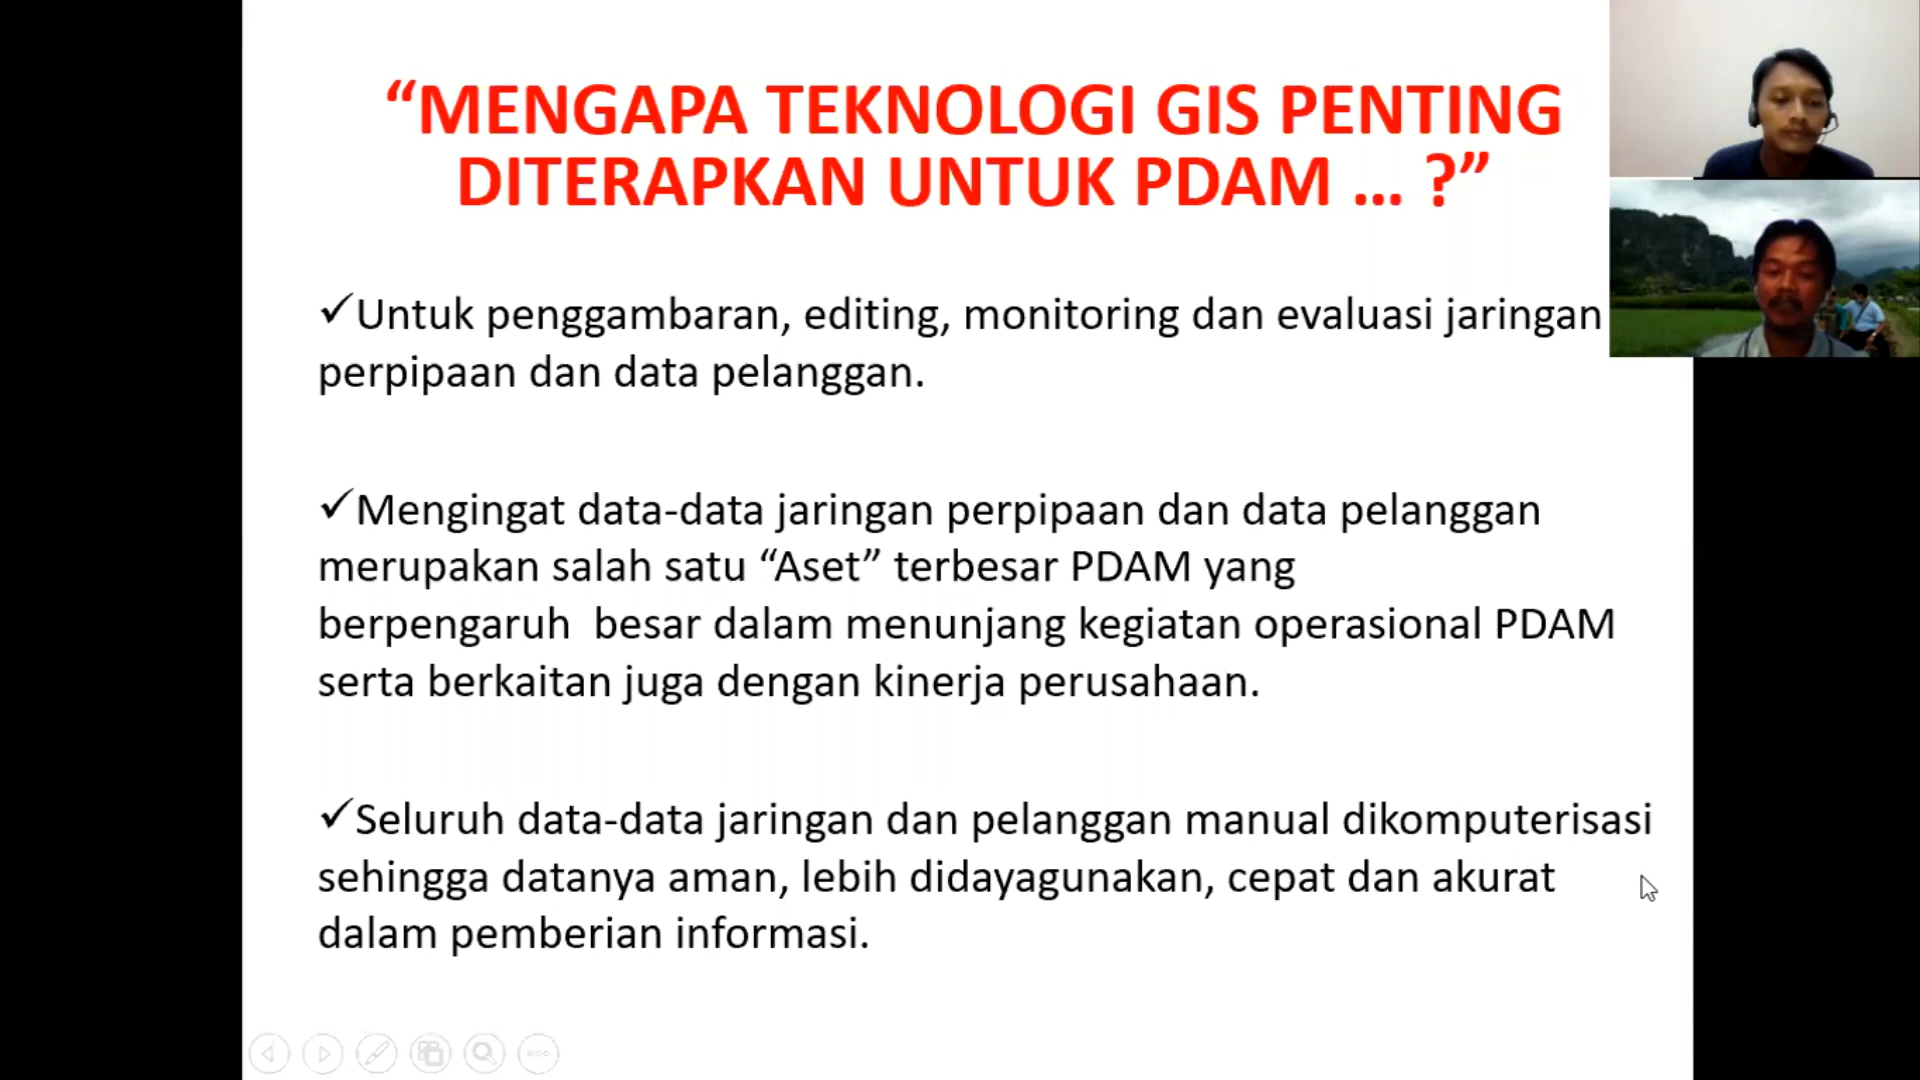 “MENGAPA TEKNOLOGI GIS PENTING
DITERAPKAN UNTUK PDAM ... ?”
✓Untuk penggambaran, editing, monitoring dan evaluasi jaringan
perpipaan dan data pelanggan.
✓Mengingat data-data jaringan perpipaan dan data pelanggan
merupakan salah satu “Aset” terbesar PDAM yang
berpengaruh  besar dalam menunjang kegiatan operasional PDAM
serta berkaitan juga dengan kinerja perusahaan.
✓Seluruh data-data jaringan dan pelanggan manual dikomputerisasi
sehingga datanya aman, lebih didayagunakan, cepat dan akurat
dalam pemberian informasi.